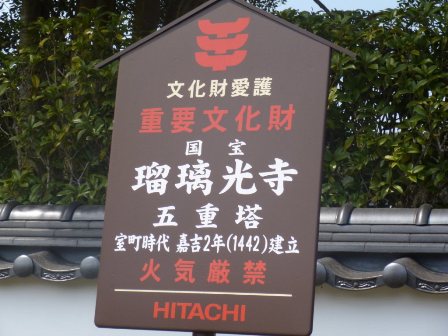 文化財愛護
重要文化財
国宝
瑠璃光寺
五重塔
室町時代 嘉吉2年(1442)建立
火気厳禁
HITACHI